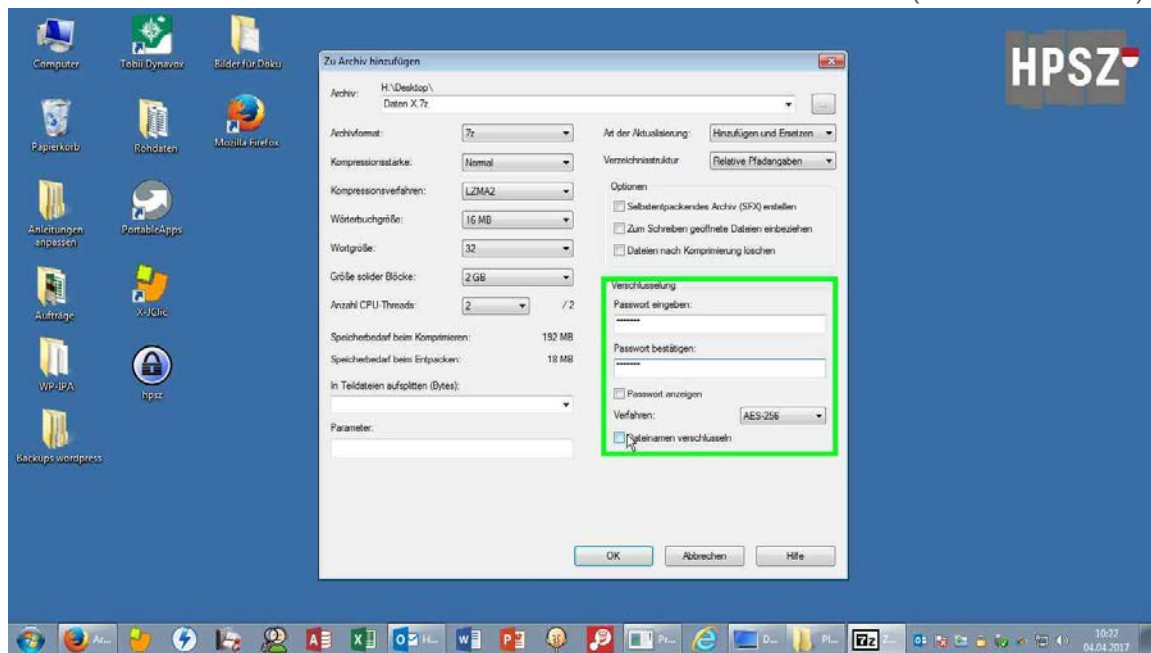 HPSZ
Computer
Tobii Dynavox
Bilder für Doku
Papierkorb
Rohdaten
Mozilla Firefox
Anleitungen anpassen
PortableApps
Aufträge
X-JClic
WP-IPA
hpsz
Backups wordpress
Zu Archiv hinzufügen
Archiv:
H:\Desktop\
Daten X.7z
...
Archivformat:
7z
Kompressionsstärke:
Normal
Kompressionsverfahren:
LZMA2
Wörterbuchgröße:
16 MB
Wortgröße:
32
Größe solider Blöcke:
2 GB
Anzahl CPU-Threads:
2
/ 2
Speicherbedarf beim Komprimieren:
192 MB
Speicherbedarf beim Entpacken:
18 MB
In Teildateien aufsplitten (Bytes):
Parameter:
Art der Aktualisierung:
Hinzufügen und Ersetzen
Verzeichnisstruktur
Relative Pfadangaben
Optionen
Selbstentpackendes Archiv (SFX) erstellen
Zum Schreiben geöffnete Dateien einbeziehen
Dateien nach Komprimierung löschen
Verschlüsselung
Passwort eingeben:
Passwort bestätigen:
Passwort anzeigen
Verfahren:
AES-256
Dateinamen verschlüsseln
OK
Abbrechen
Hilfe
10:22
04.04.2017